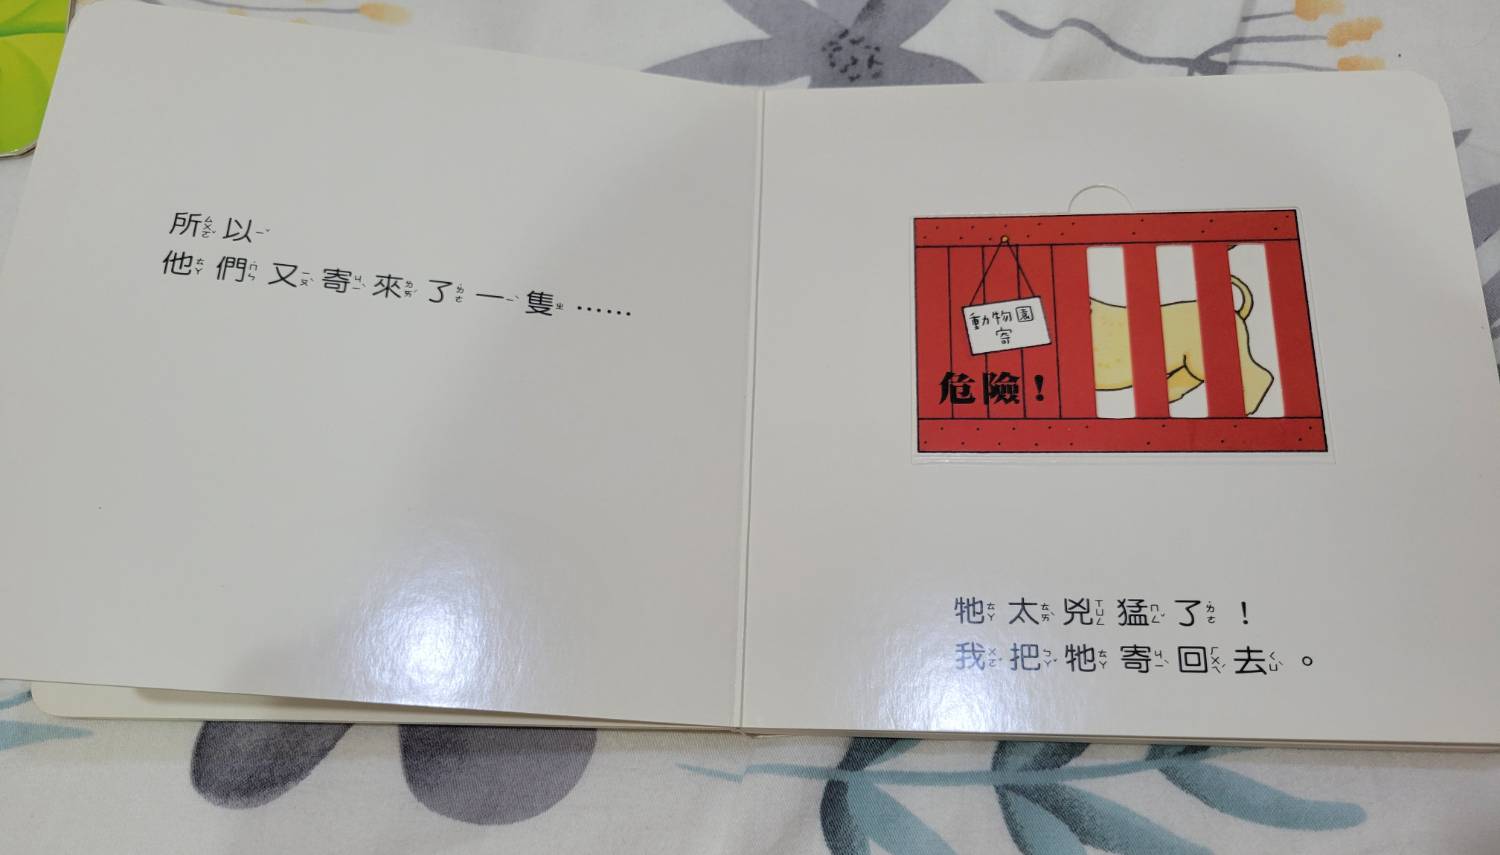 所以
他們又寄來了一隻……
動物園
寄
危險！
牠太兇猛了！
我把牠寄回去。